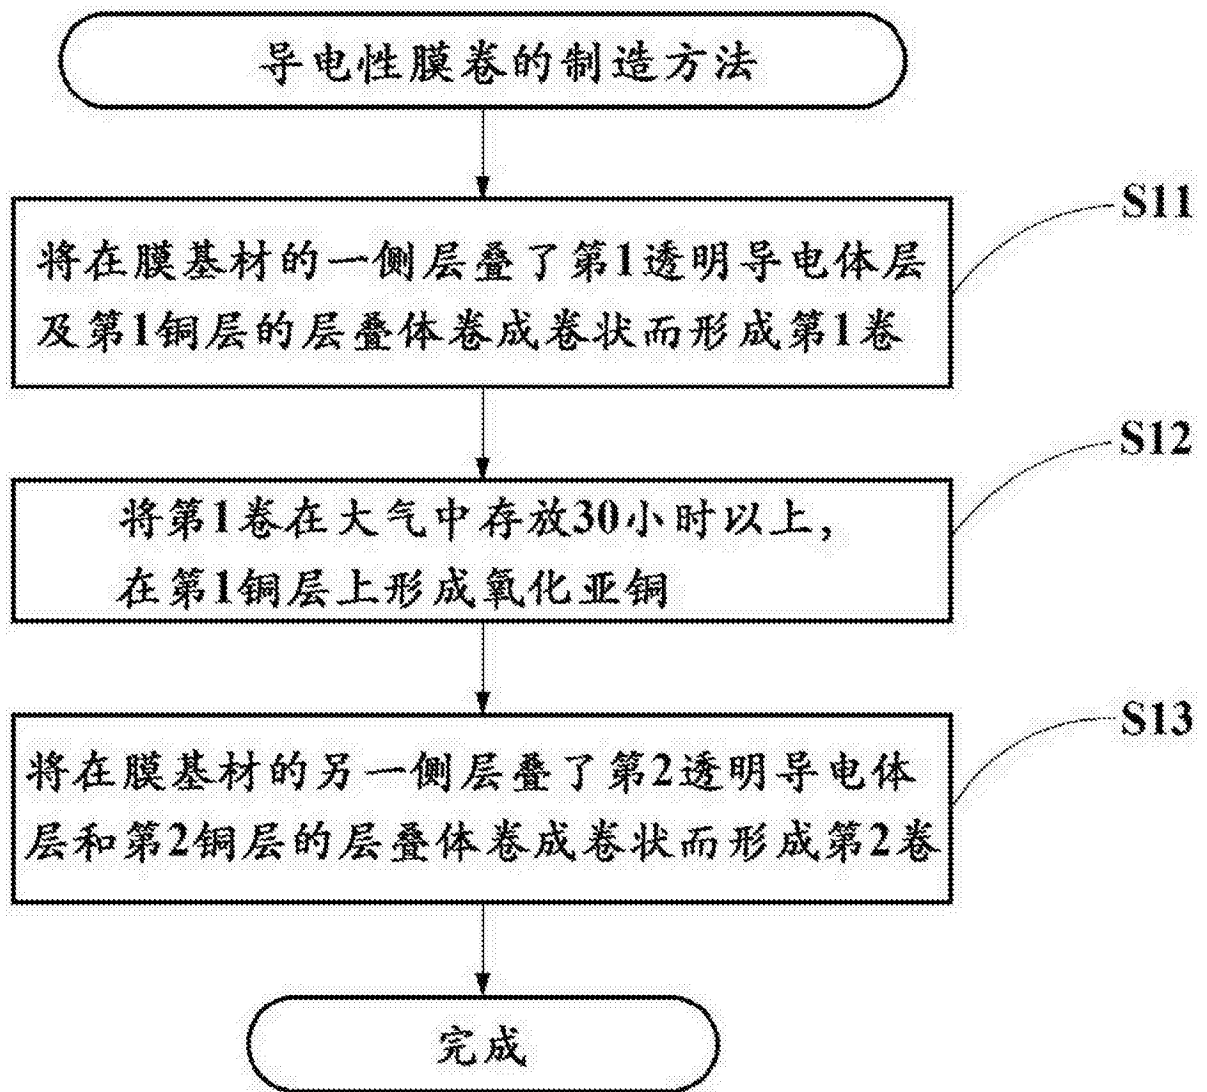 导电性膜卷的制造方法
S11
将在膜基材的一侧层叠了第1透明导电体层
及第1铜层的层叠体卷成卷状而形成第1卷
S12
将第1卷在大气中存放30小时以上,
在第1铜层上形成氧化亚铜
S13
将在膜基材的另一侧层叠了第2透明导电体
层和第2铜层的层叠体卷成卷状而形成第2卷
完成